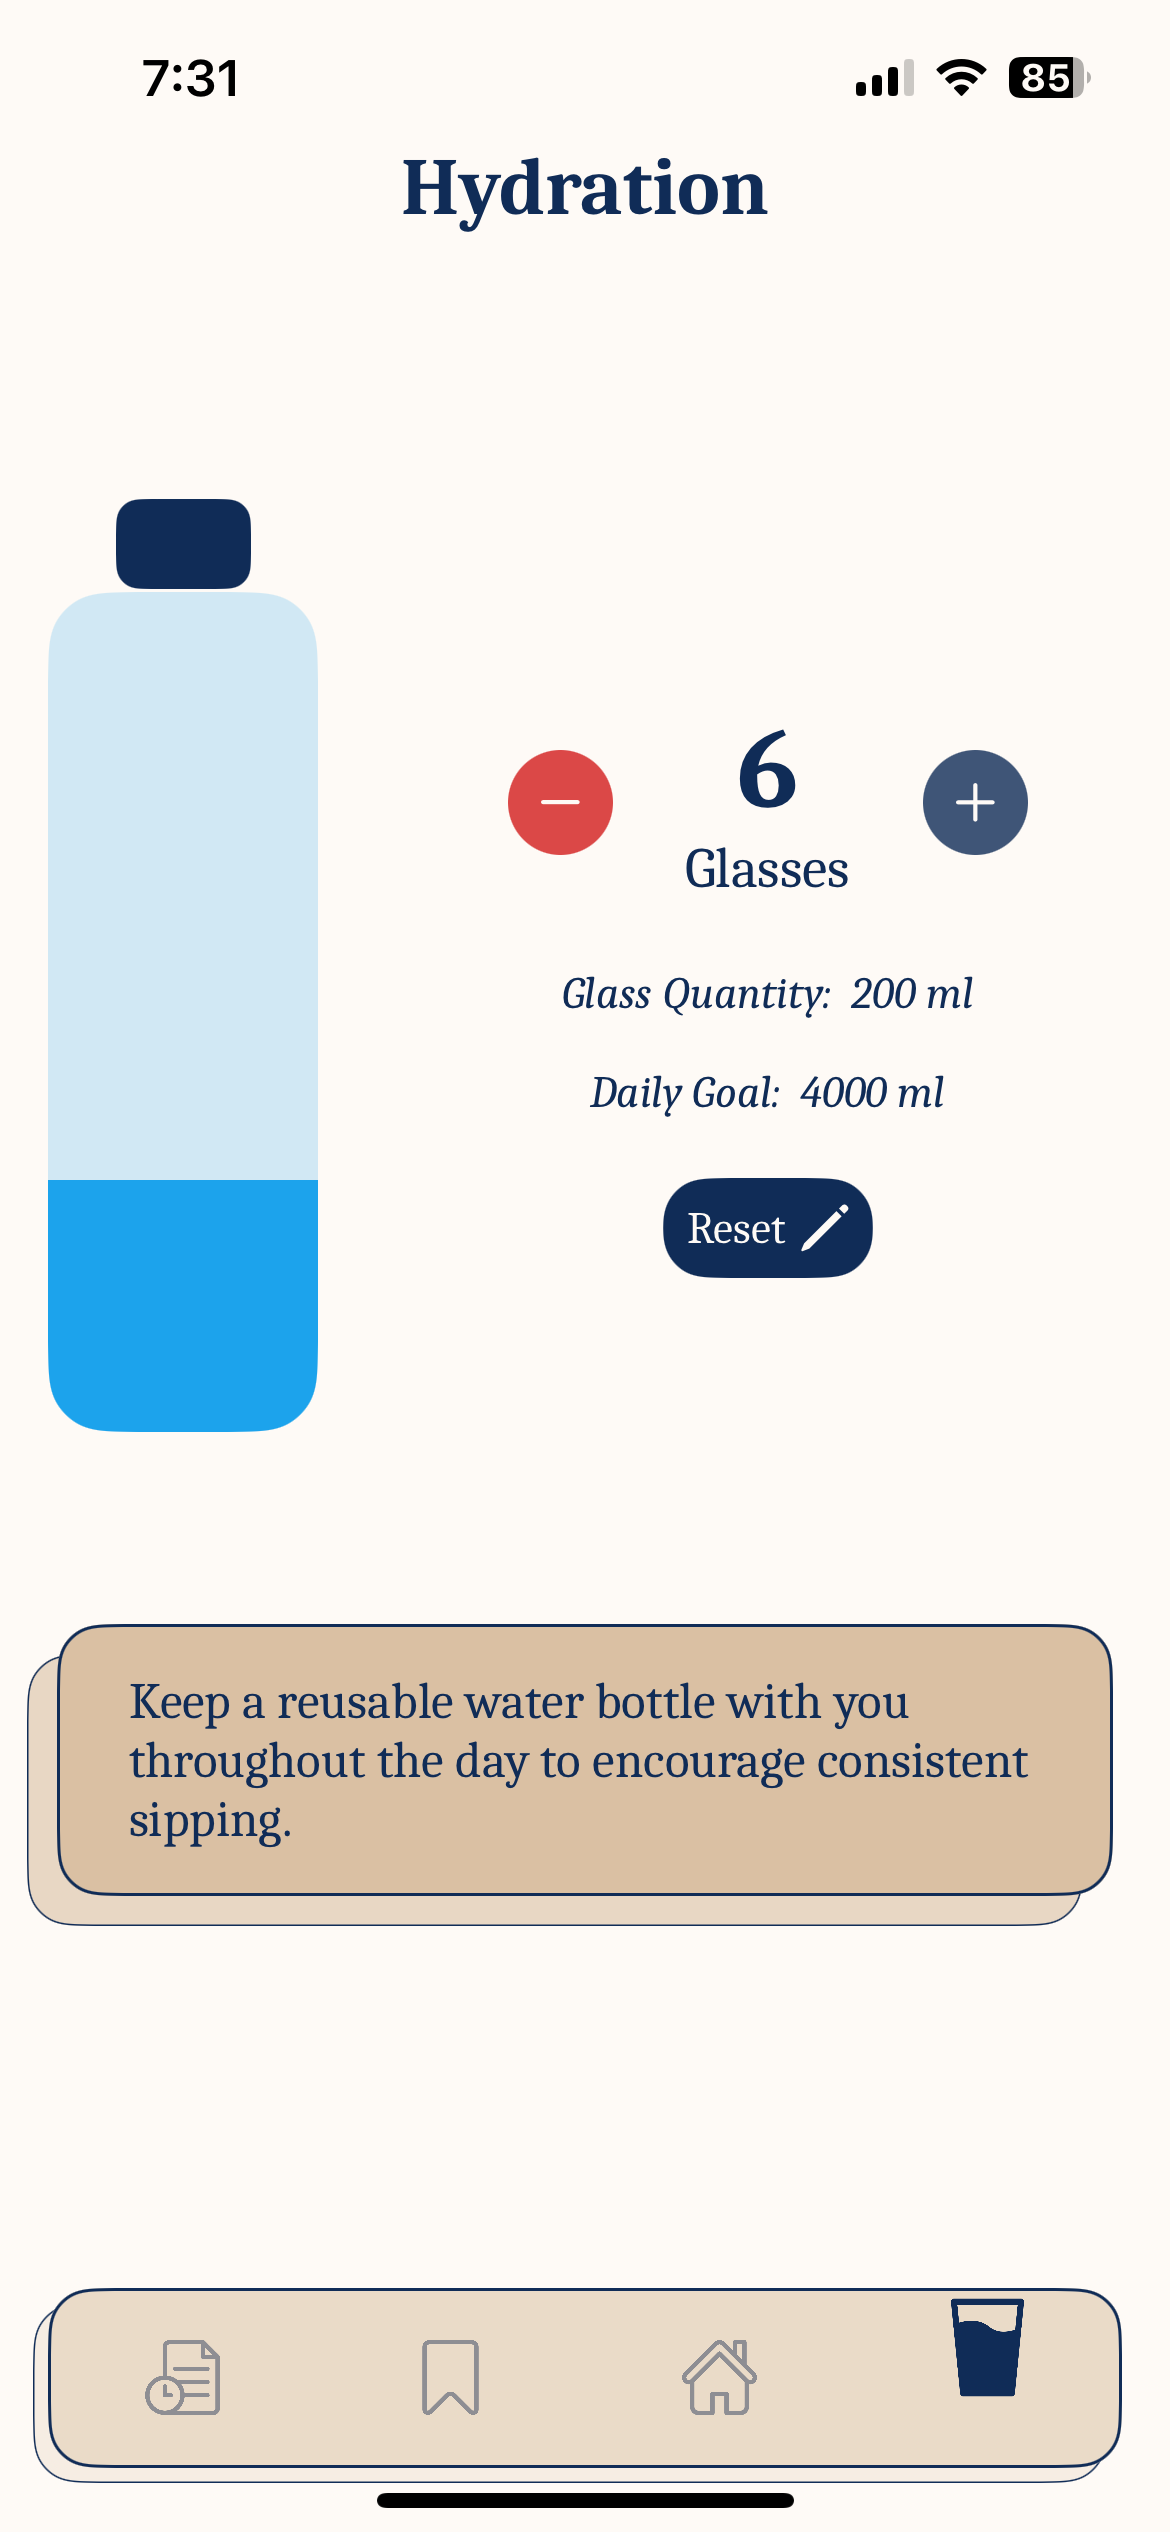 7:31
85
Hydration
6
Glasses
Glass Quantity: 200 ml
Daily Goal: 4000 ml
Reset
Keep a reusable water bottle with you
throughout the day to encourage consistent
sipping.